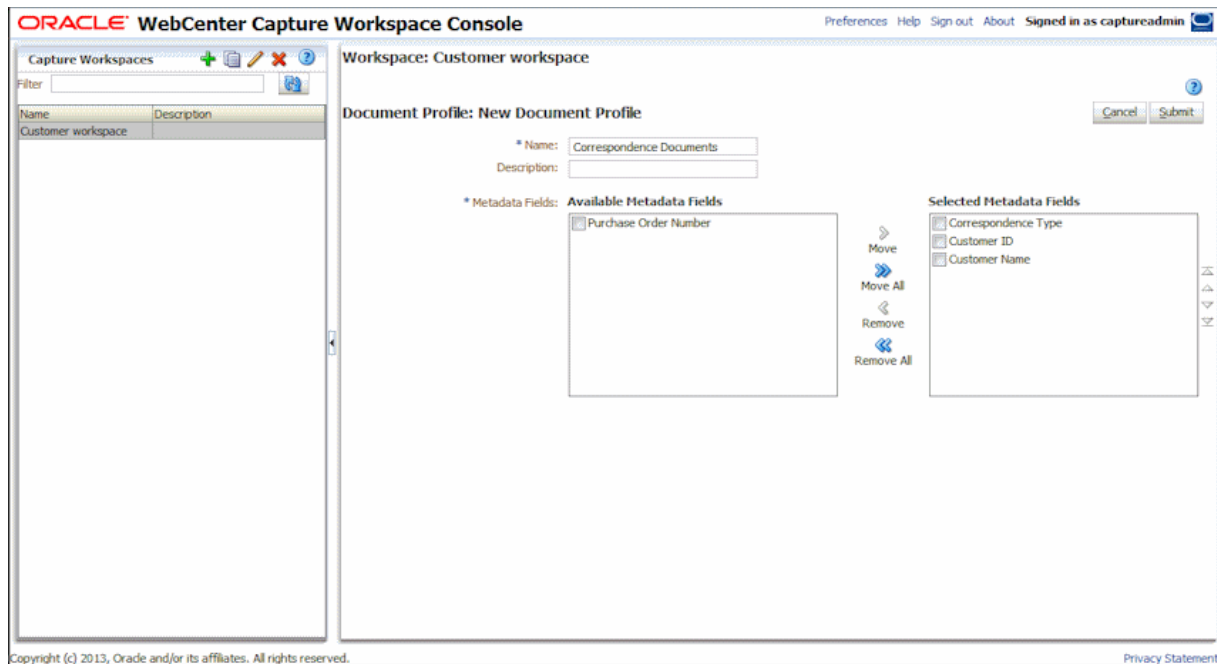 ORACLE WebCenter Capture Workspace Console
Preferences Help Sign out About Signed in as captureadmin
Capture Workspaces
Filter
Name Description
Customer workspace
Workspace: Customer workspace
Document Profile: New Document Profile
Cancel Submit
* Name: Correspondence Documents
Description:
* Metadata Fields: Available Metadata Fields
Purchase Order Number
Move
Move All
Remove
Remove All
Selected Metadata Fields
Correspondence Type
Customer ID
Customer Name
Copyright (c) 2013, Oracle and/or its affiliates. All rights reserved.
Privacy Statement